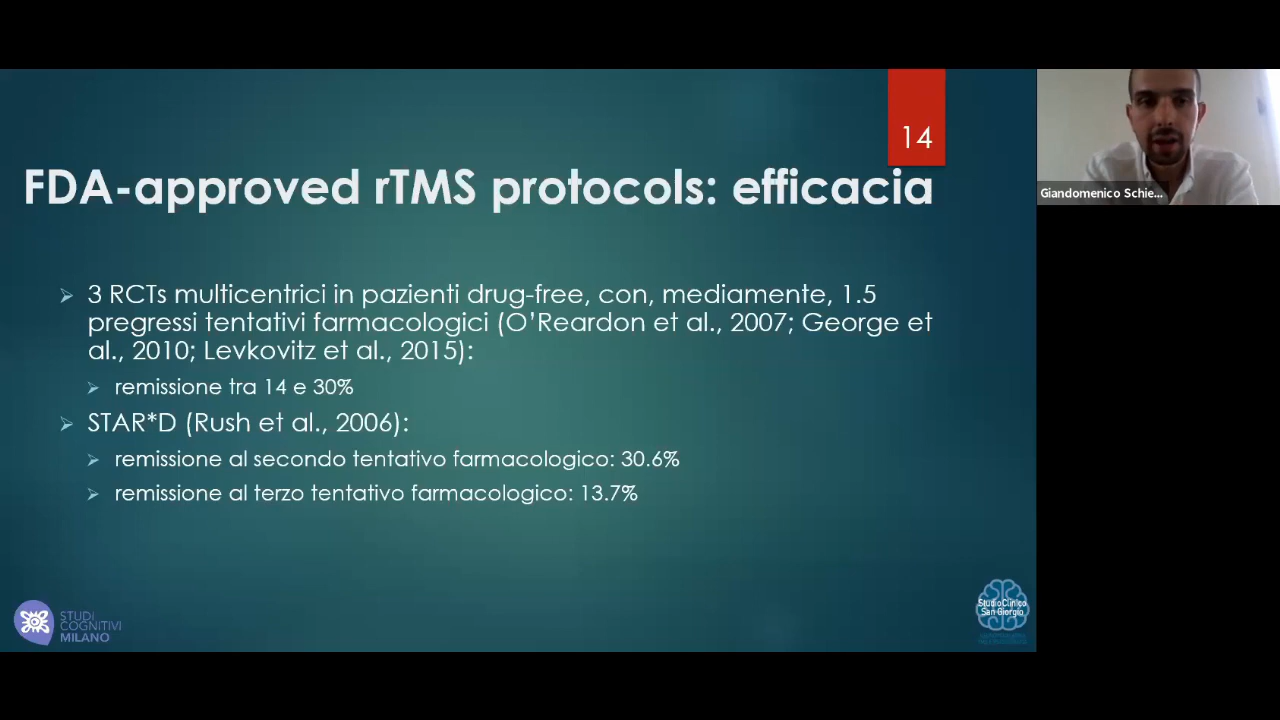 14
FDA-approved rTMS protocols: efficacia
3 RCTs multicentrici in pazienti drug-free, con, mediamente, 1.5
pregressi tentativi farmacologici (O'Reardon et al., 2007; George et
al., 2010; Levkovitz et al., 2015):
remissione tra 14 e 30%
STAR*D (Rush et al., 2006):
remissione al secondo tentativo farmacologico: 30.6%
remissione al terzo tentativo farmacologico: 13.7%
STUDI
COGNITIVI
MILANO
StudioClinico
San Giorgio
Giandomenico Schie...